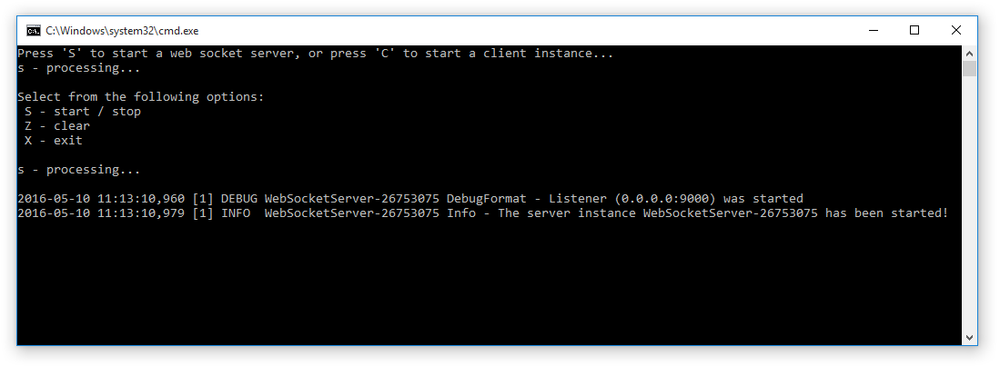 C:\Windows\system32\cmd.exe
Press 'S' to start a web socket server, or press 'C' to start a client instance...
s - processing...
Select from the following options:
S - start / stop
Z - clear
X - exit
s - processing...
2016-05-10 11:13:10,960 [1] DEBUG WebSocketServer-26753075 DebugFormat - Listener (0.0.0.0:9000) was started
2016-05-10 11:13:10,979 [1] INFO  WebSocketServer-26753075 Info - The server instance WebSocketServer-26753075 has been started!